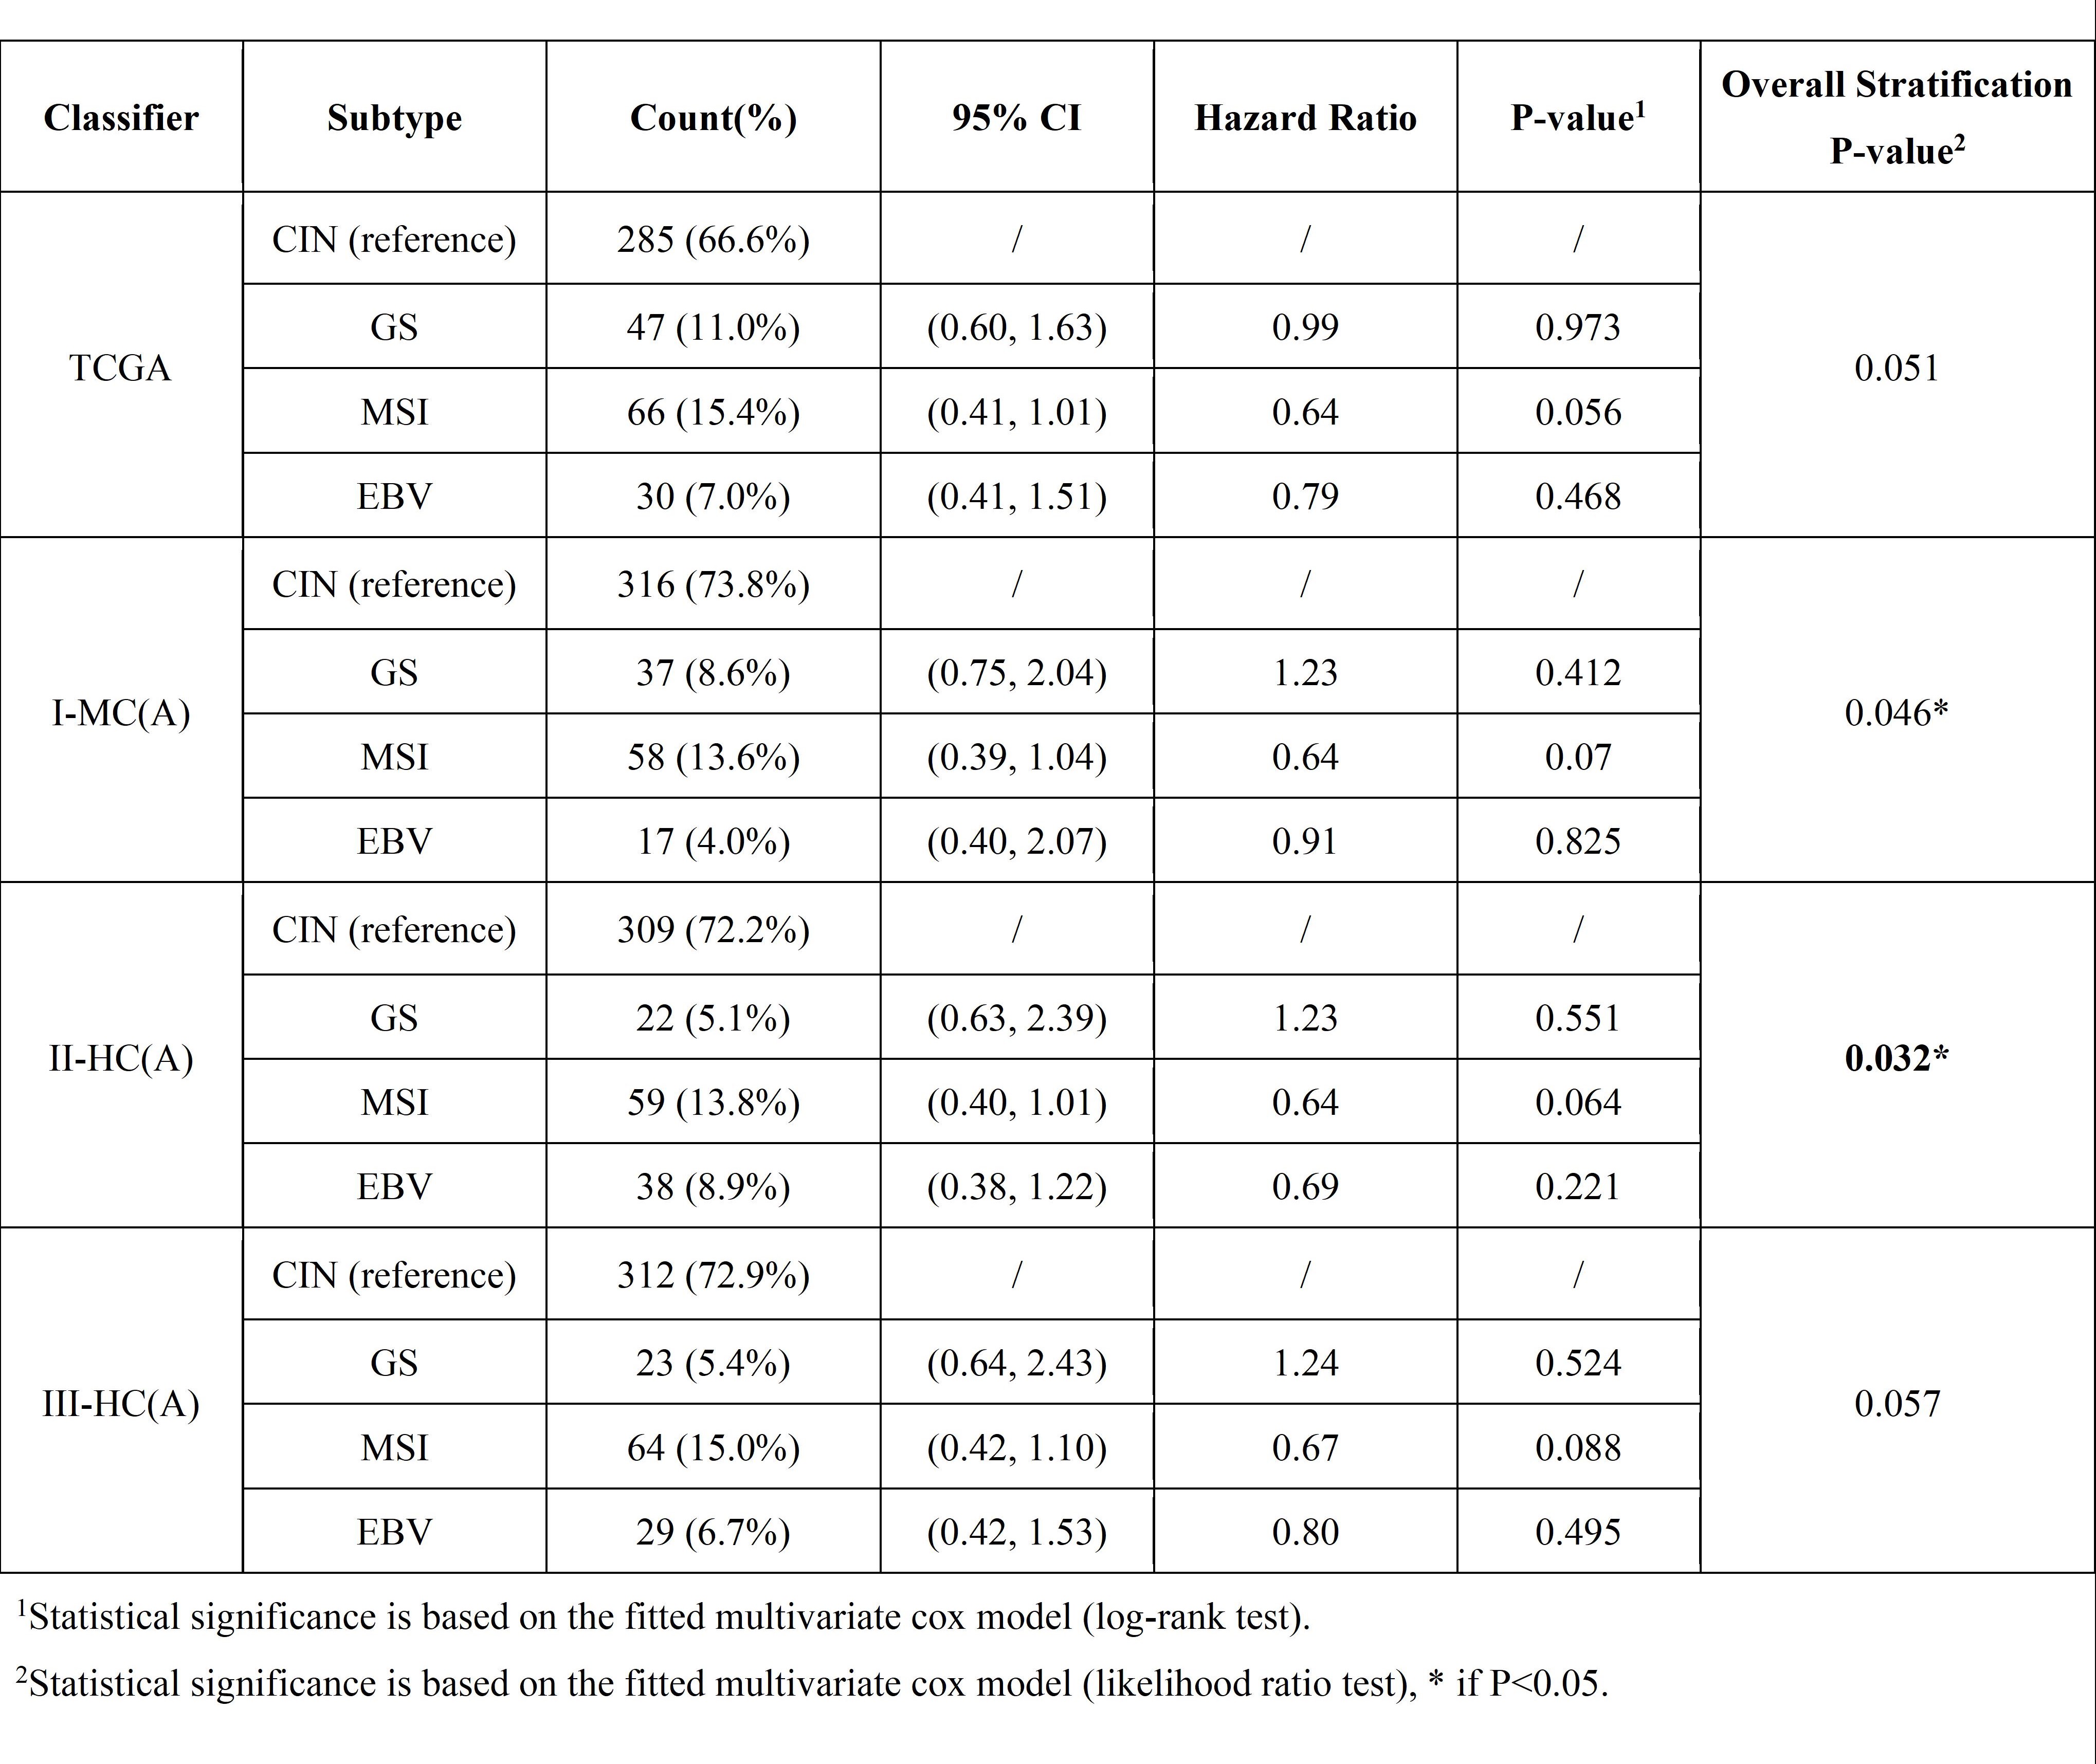 Classifier Subtype Count(%) 95% CI Hazard Ratio P-value¹ Overall Stratification P-value²
TCGA CIN (reference) 285 (66.6%) / / / 0.051
GS 47 (11.0%) (0.60, 1.63) 0.99 0.973
MSI 66 (15.4%) (0.41, 1.01) 0.64 0.056
EBV 30 (7.0%) (0.41, 1.51) 0.79 0.468
I-MC(A) CIN (reference) 316 (73.8%) / / / 0.046*
GS 37 (8.6%) (0.75, 2.04) 1.23 0.412
MSI 58 (13.6%) (0.39, 1.04) 0.64 0.07
EBV 17 (4.0%) (0.40, 2.07) 0.91 0.825
II-HC(A) CIN (reference) 309 (72.2%) / / / 0.032*
GS 22 (5.1%) (0.63, 2.39) 1.23 0.551
MSI 59 (13.8%) (0.40, 1.01) 0.64 0.064
EBV 38 (8.9%) (0.38, 1.22) 0.69 0.221
III-HC(A) CIN (reference) 312 (72.9%) / / / 0.057
GS 23 (5.4%) (0.64, 2.43) 1.24 0.524
MSI 64 (15.0%) (0.42, 1.10) 0.67 0.088
EBV 29 (6.7%) (0.42, 1.53) 0.80 0.495
¹Statistical significance is based on the fitted multivariate cox model (log-rank test).
²Statistical significance is based on the fitted multivariate cox model (likelihood ratio test), * if P<0.05.